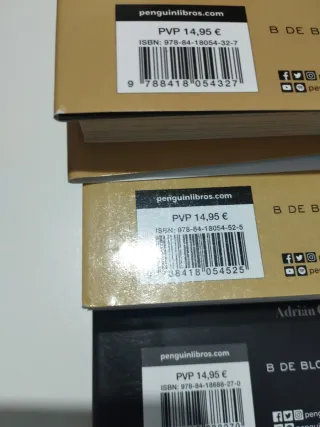 penguinlibros.com
PVP 14,95 €
ISBN: 978-84-18054-32-7
9 788418 054327
B DE
penguinlibros.com
PVP 14,95 €
ISBN: 978-84-18054-52-5
788418 054525
B DE
pe
Adrián
penguinlibros.com
B DE BLO
PVP 14,95 €
ISBN: 978-84-18688-27-0